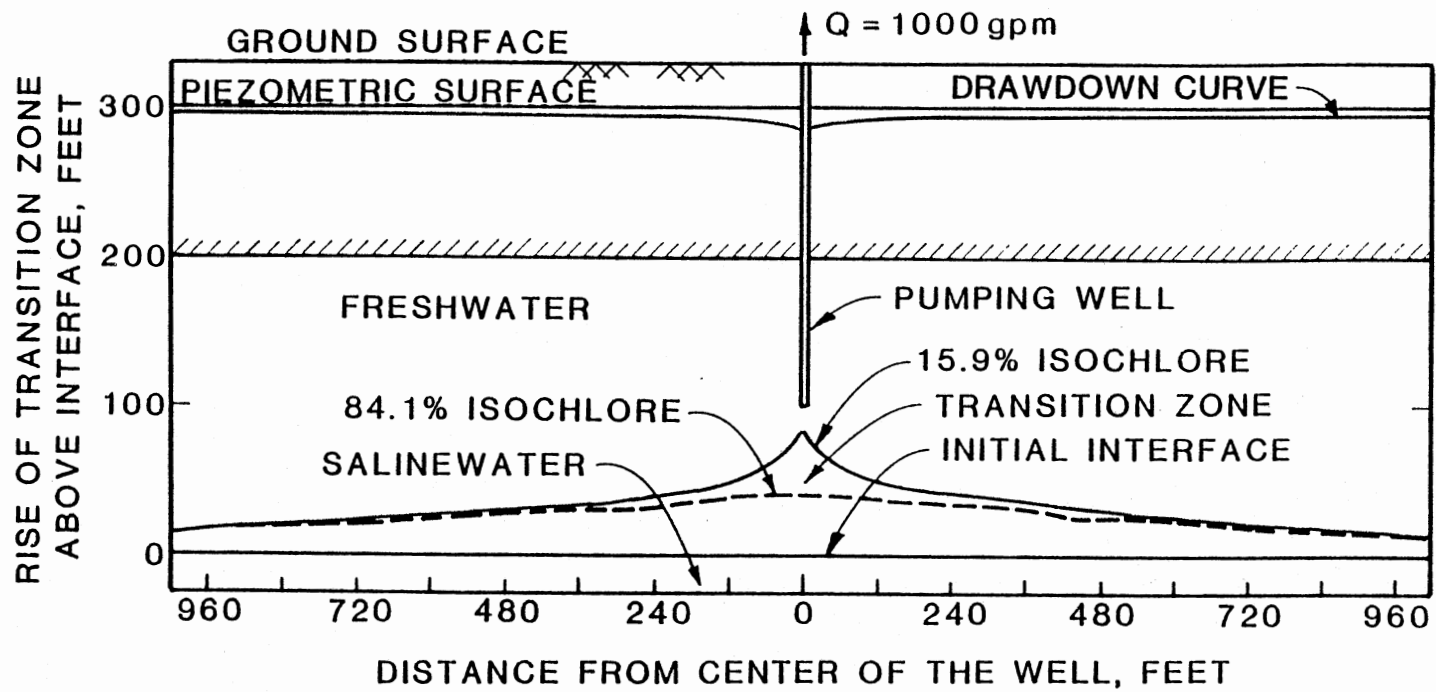 Q = 1000 gpm
GROUND SURFACE
PIEZOMETRIC SURFACE
DRAWDOWN CURVE
RISE OF TRANSITION ZONE
ABOVE INTERFACE, FEET
300
200
100
0
FRESHWATER
PUMPING WELL
15.9% ISOCHLORE
84.1% ISOCHLORE
TRANSITION ZONE
SALINEWATER
INITIAL INTERFACE
960 720 480 240 0 240 480 720 960
DISTANCE FROM CENTER OF THE WELL, FEET